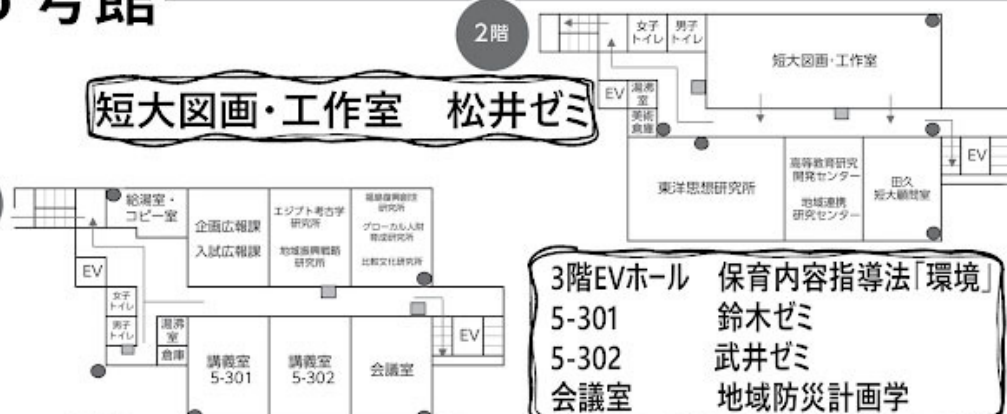 号館
2階
女子
トイレ
男子
トイレ
短大図画・工作室
EV
湯沸
室
美術
倉庫
短大図画・工作室 松井ゼミ
EV
東洋思想研究所
高等教育研究
開発センター
地域連携
研究センター
田久
短大顧問室
給湯室・
コピー室
企画広報課
入試広報課
エジプト考古学
研究所
地域振興戦略
研究所
福島復興創世
研究所
グローカル人財
育成研究所
比較文化研究所
EV
女子
トイレ
男子
トイレ
湯沸
室
倉庫
講義室
5-301
講義室
5-302
会議室
EV
3階EVホール 保育内容指導法「環境」
5-301 鈴木ゼミ
5-302 武井ゼミ
会議室 地域防災計画学